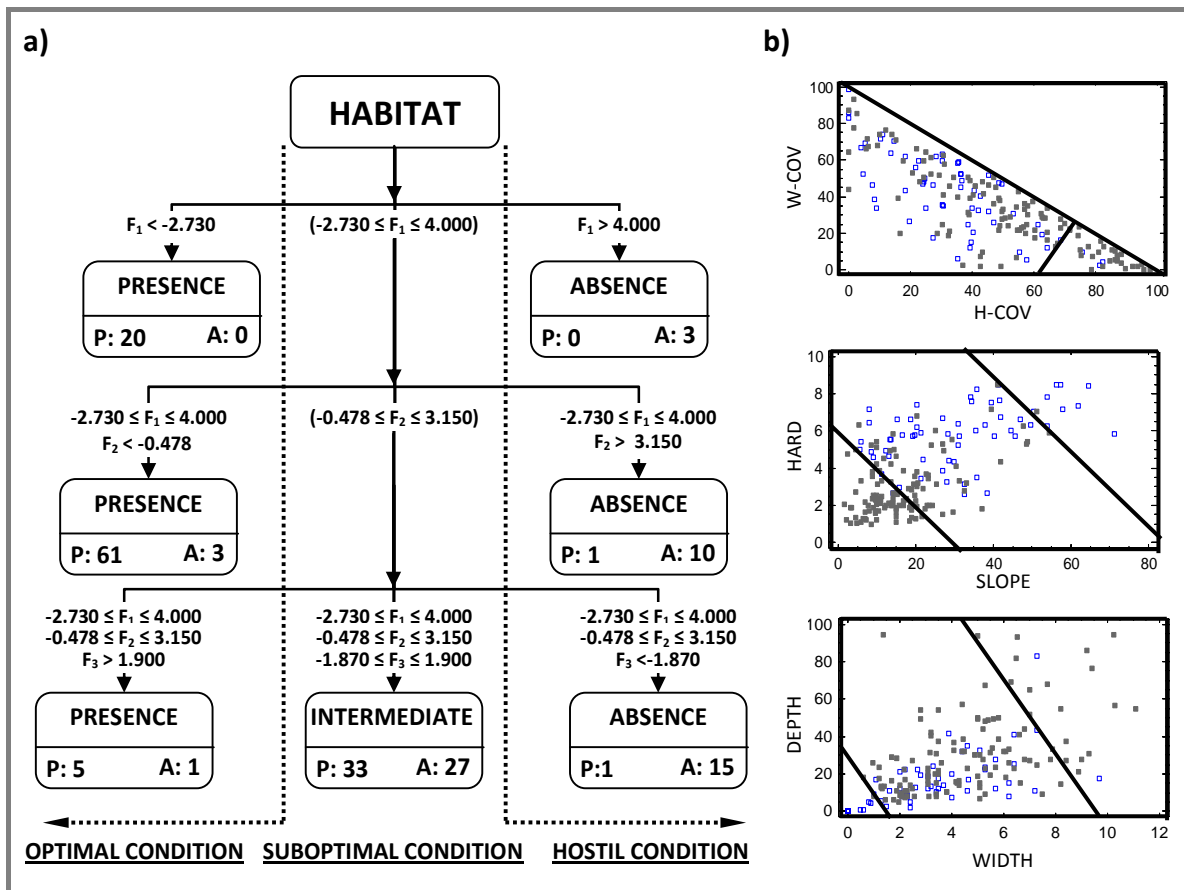 a)
HABITAT
F₁ < -2.730
(-2.730 ≤ F₁ ≤ 4.000)
F₁ > 4.000
PRESENCE
P: 20 A: 0
ABSENCE
P: 0 A: 3
-2.730 ≤ F₁ ≤ 4.000
F₂ < -0.478
(-0.478 ≤ F₂ ≤ 3.150)
-2.730 ≤ F₁ ≤ 4.000
F₂ > 3.150
PRESENCE
P: 61 A: 3
ABSENCE
P: 1 A: 10
-2.730 ≤ F₁ ≤ 4.000
-0.478 ≤ F₂ ≤ 3.150
F₃ > 1.900
-2.730 ≤ F₁ ≤ 4.000
-0.478 ≤ F₂ ≤ 3.150
-1.870 ≤ F₃ ≤ 1.900
-2.730 ≤ F₁ ≤ 4.000
-0.478 ≤ F₂ ≤ 3.150
F₃ <-1.870
PRESENCE
P: 5 A: 1
INTERMEDIATE
P: 33 A: 27
ABSENCE
P:1 A: 15
OPTIMAL CONDITION
SUBOPTIMAL CONDITION
HOSTIL CONDITION
b)
W-COV
100
80
60
40
20
0
0 20 40 60 80 100
H-COV
HARD
10
8
6
4
2
0
0 20 40 60 80
SLOPE
DEPTH
100
80
60
40
20
0
0 2 4 6 8 10 12
WIDTH